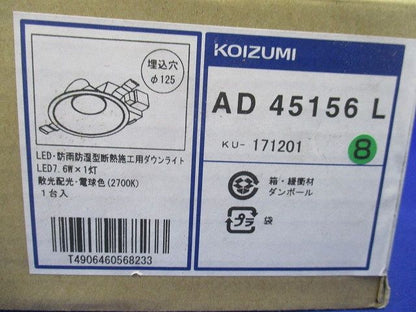 埋込穴
φ125
LED・防雨防湿型断熱施工用ダウンライト
LED7.6W×1灯
散光配光・電球色(2700K)
1台入
T4906460568233
KOIZUMI
AD 45156 L
KU- 171201
8
箱・緩衝材
ダンボール
プラ
袋